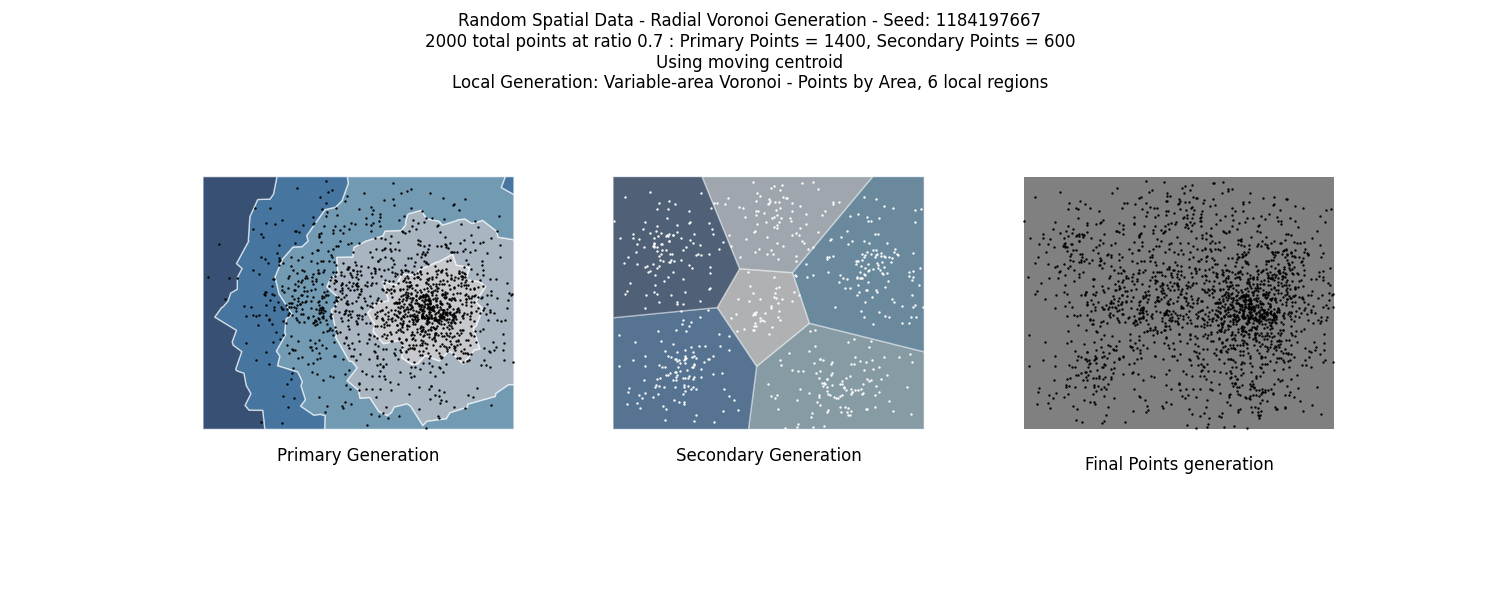 Random Spatial Data - Radial Voronoi Generation - Seed: 1184197667
2000 total points at ratio 0.7 : Primary Points = 1400, Secondary Points = 600
Using moving centroid
Local Generation: Variable-area Voronoi - Points by Area, 6 local regions
Primary Generation
Secondary Generation
Final Points generation